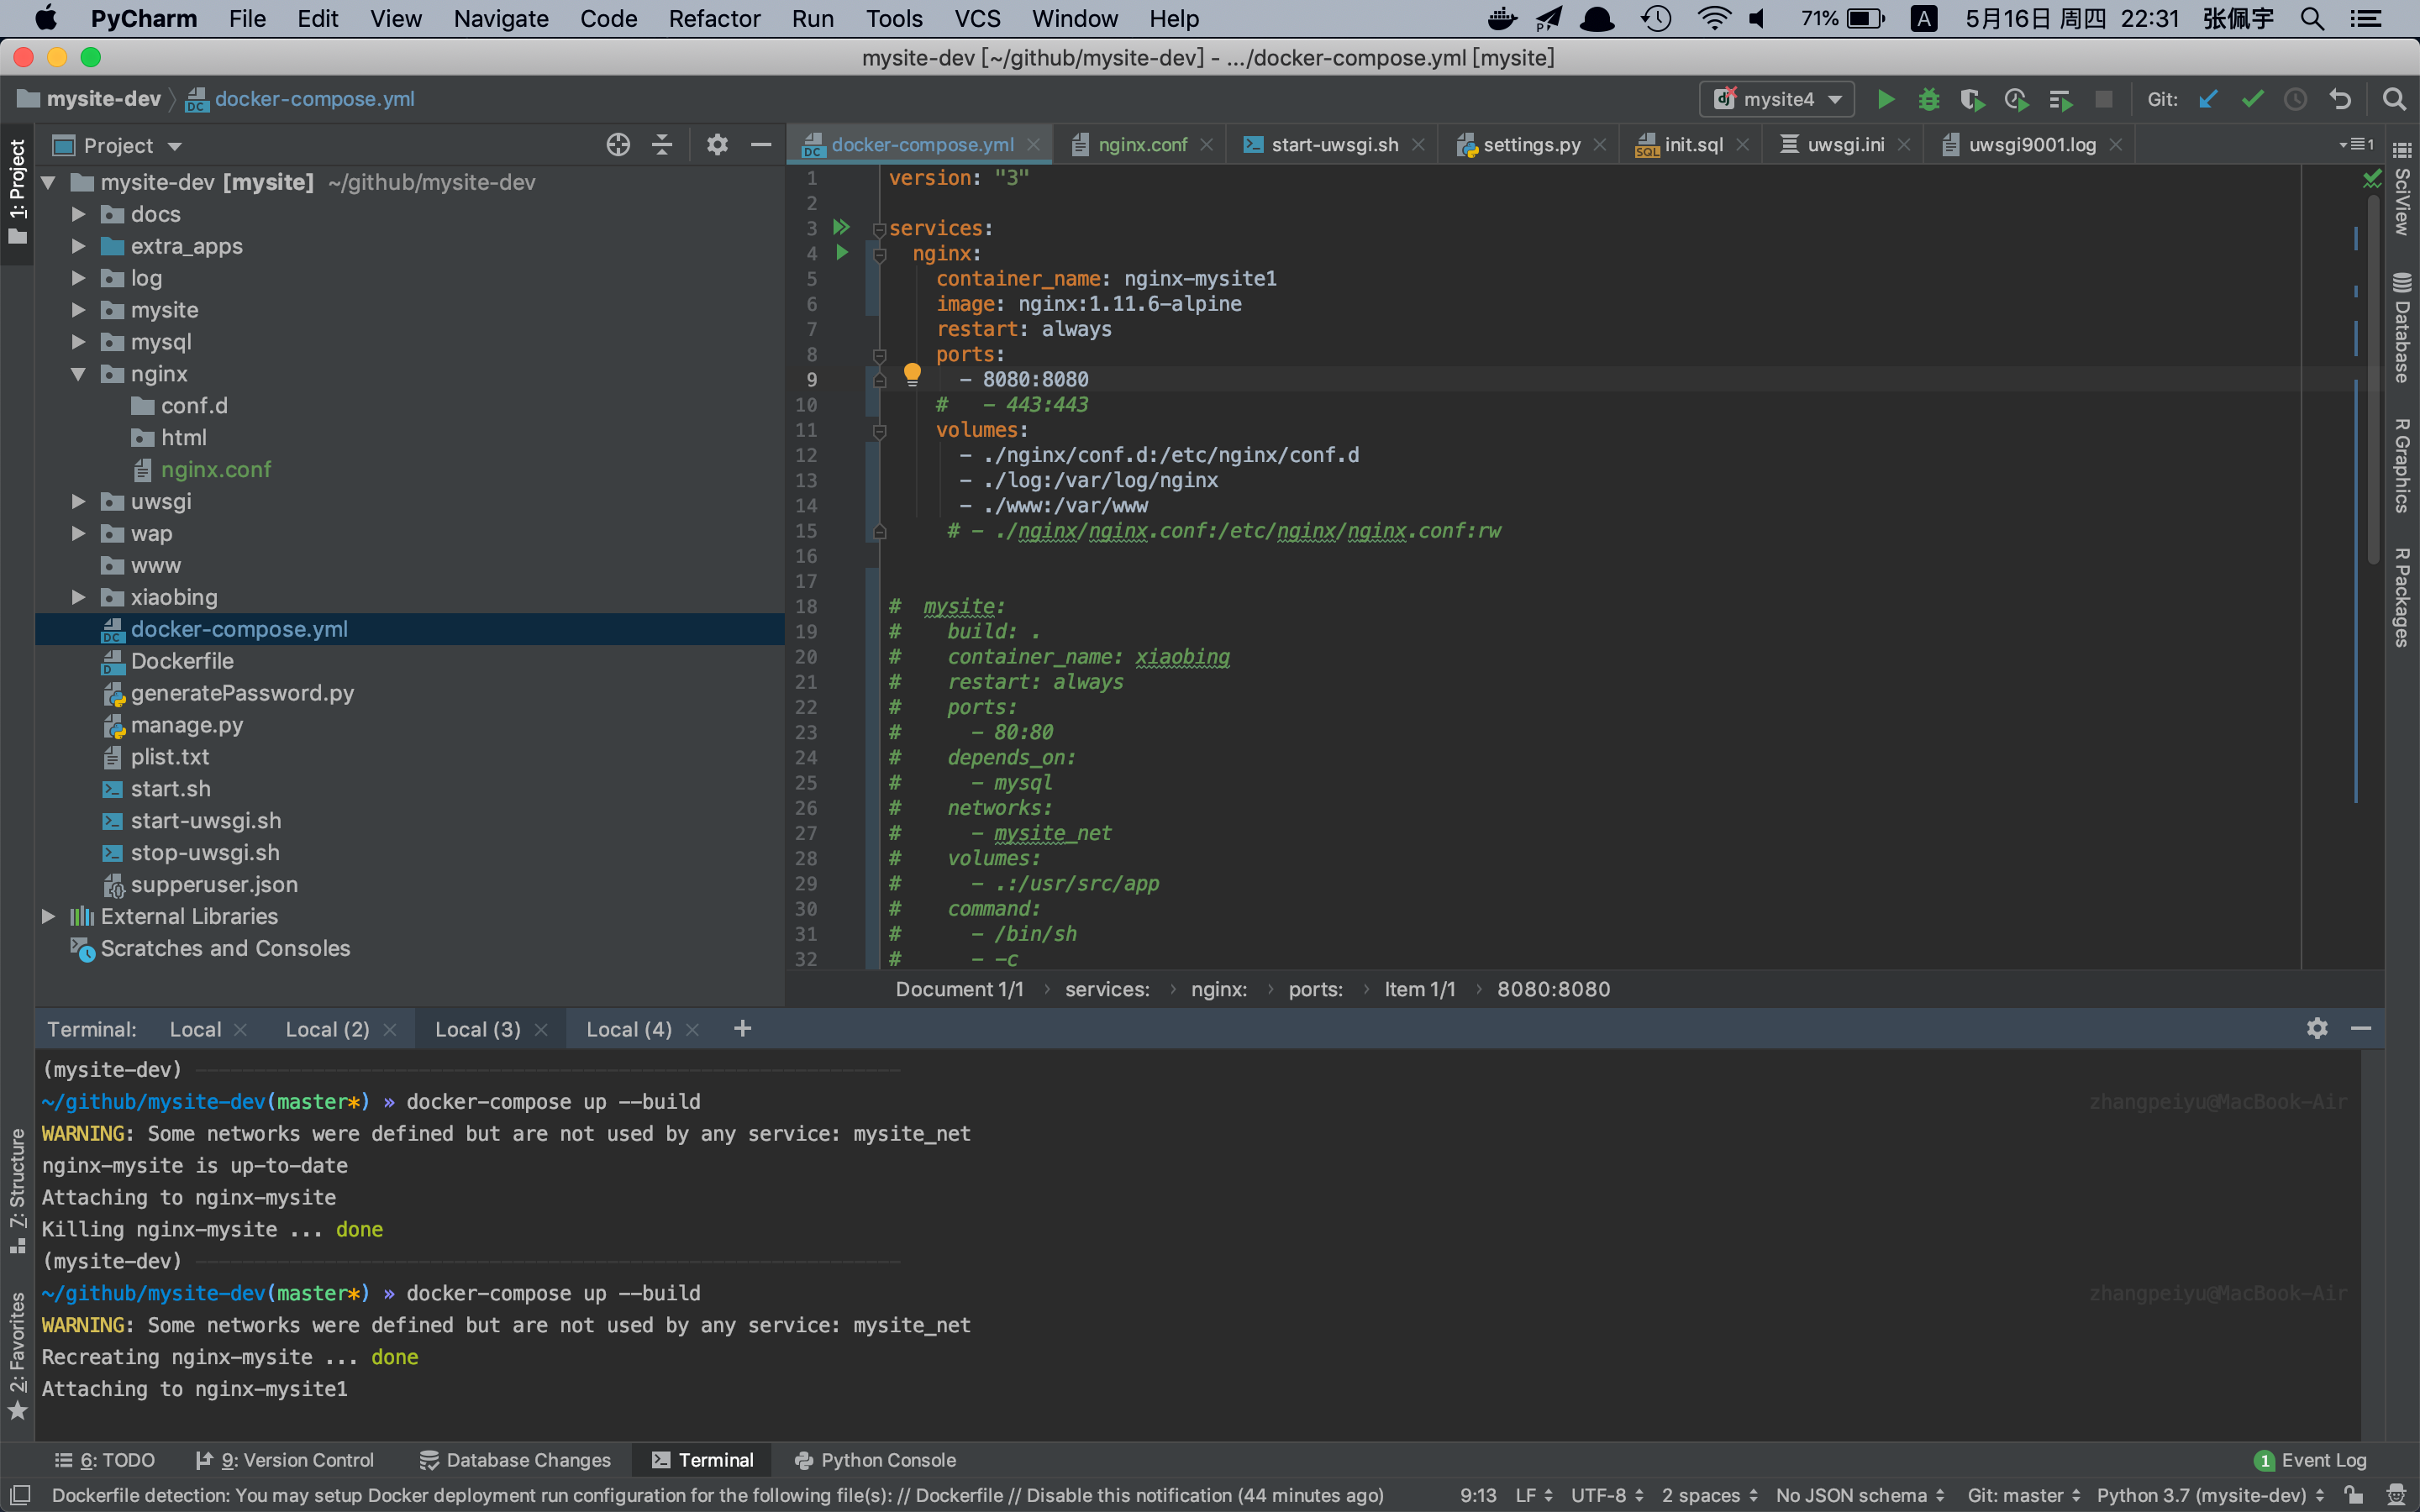 PyCharm File Edit View Navigate Code Refactor Run Tools VCS Window Help 71% A 5月16日 周四 22:31 张佩宇
mysite-dev [~/github/mysite-dev] - .../docker-compose.yml [mysite]
mysite-dev docker-compose.yml mysite4 Git:
Project
docker-compose.yml nginx.conf start-uwsgi.sh settings.py init.sql uwsgi.ini uwsgi9001.log 1
1: Project
7: Structure
2: Favorites
mysite-dev [mysite] ~/github/mysite-dev
docs
extra_apps
log
mysite
mysql
nginx
conf.d
html
nginx.conf
uwsgi
wap
www
xiaobing
docker-compose.yml
Dockerfile
generatePassword.py
manage.py
plist.txt
start.sh
start-uwsgi.sh
stop-uwsgi.sh
supperuser.json
External Libraries
Scratches and Consoles
1 version: "3"
2
3 services:
4 nginx:
5 container_name: nginx-mysite1
6 image: nginx:1.11.6-alpine
7 restart: always
8 ports:
9 - 8080:8080
10 # - 443:443
11 volumes:
12 - ./nginx/conf.d:/etc/nginx/conf.d
13 - ./log:/var/log/nginx
14 - ./www:/var/www
15 # - ./nginx/nginx.conf:/etc/nginx/nginx.conf:rw
16
17
18 # mysite:
19 # build: .
20 # container_name: xiaobing
21 # restart: always
22 # ports:
23 # - 80:80
24 # depends_on:
25 # - mysql
26 # networks:
27 # - mysite_net
28 # volumes:
29 # - .:/usr/src/app
30 # command:
31 # - /bin/sh
32 # - -c
Document 1/1 › services: › nginx: › ports: › Item 1/1 › 8080:8080
SciView
Database
R Graphics
R Packages
Terminal: Local Local (2) Local (3) Local (4) +
(mysite-dev)
~/github/mysite-dev(master*) » docker-compose up --build zhangpeiyu@MacBook-Air
WARNING: Some networks were defined but are not used by any service: mysite_net
nginx-mysite is up-to-date
Attaching to nginx-mysite
Killing nginx-mysite ... done
(mysite-dev)
~/github/mysite-dev(master*) » docker-compose up --build zhangpeiyu@MacBook-Air
WARNING: Some networks were defined but are not used by any service: mysite_net
Recreating nginx-mysite ... done
Attaching to nginx-mysite1
6: TODO 9: Version Control Database Changes Terminal Python Console 1 Event Log
Dockerfile detection: You may setup Docker deployment run configuration for the following file(s): // Dockerfile // Disable this notification (44 minutes ago) 9:13 LF UTF-8 2 spaces No JSON schema Git: master Python 3.7 (mysite-dev)